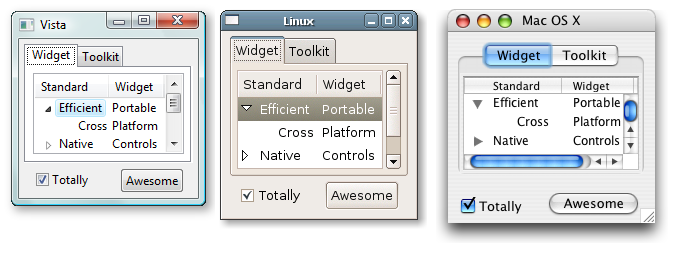 Vista
Widget Toolkit
Standard Widget
Efficient Portable
Cross Platform
Native Controls
Totally Awesome
Linux
Widget Toolkit
Standard Widget
Efficient Portable
Cross Platform
Native Controls
Totally Awesome
Mac OS X
Widget Toolkit
Standard Widget
Efficient Portable
Cross Platform
Native Controls
Totally Awesome